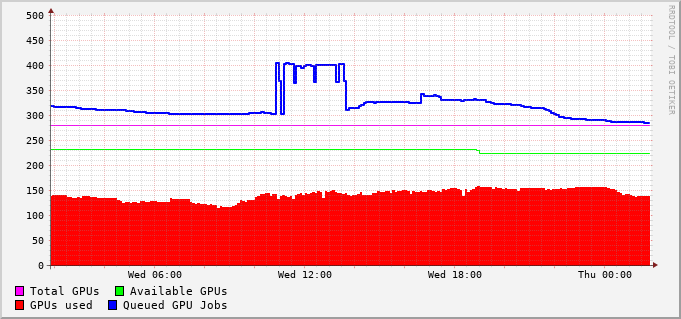 500
450
400
350
300
250
200
150
100
50
0
Wed 06:00 Wed 12:00 Wed 18:00 Thu 00:00
Total GPUs Available GPUs
GPUs used Queued GPU Jobs
RRDTOOL / TOBI OETIKER